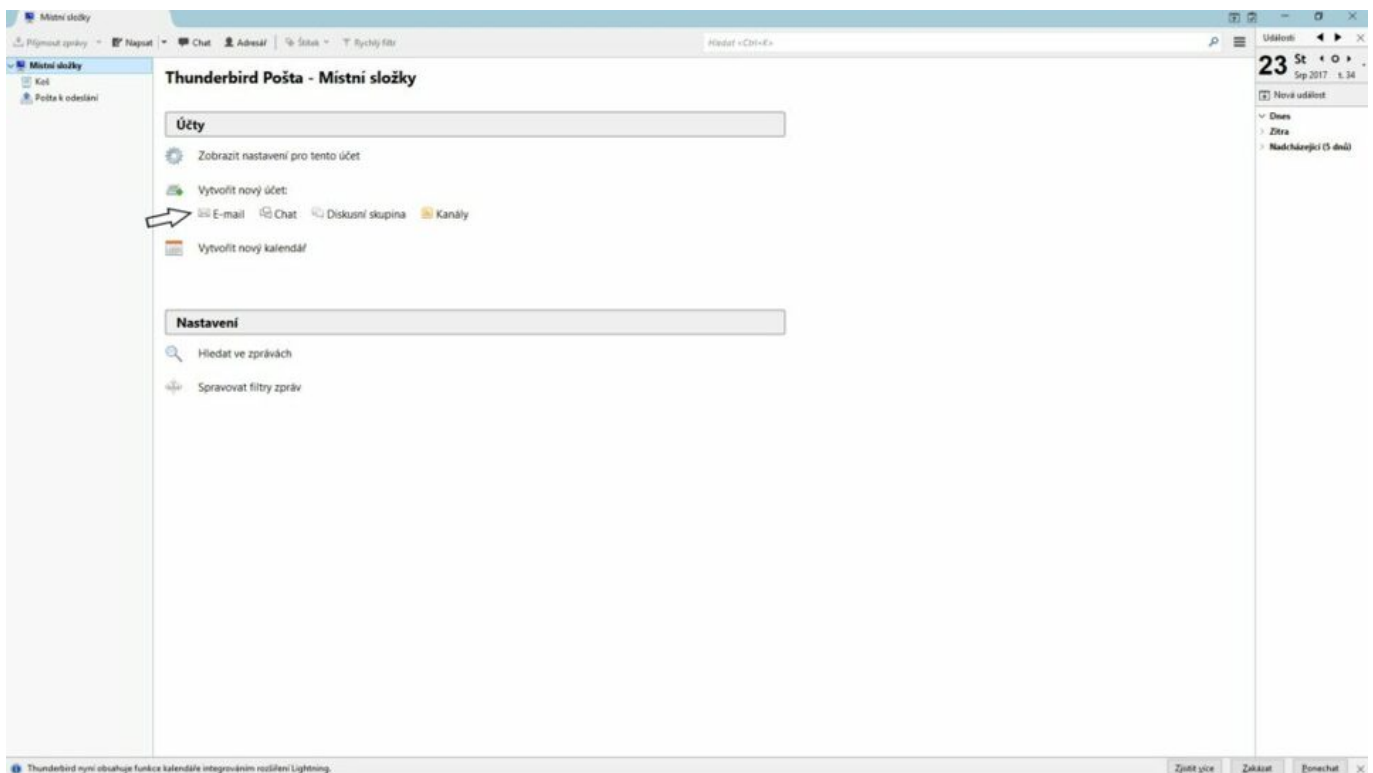 Místní složky
Přijmout zprávy Napsat Chat Adresář Štítek Rychlý filtr
Hledat <Ctrl+K>
Události
Místní složky
Koš
Pošta k odeslání
Thunderbird Pošta - Místní složky
Účty
Zobrazit nastavení pro tento účet
Vytvořit nový účet:
E-mail Chat Diskusní skupina Kanály
Vytvořit nový kalendář
Nastavení
Hledat ve zprávách
Spravovat filtry zpráv
23 St
Sep 2017 t. 34
Nová událost
Dnes
Zítra
Nadcházející (5 dnů)
Thunderbird nyní obsahuje funkce kalendáře integrováním rozšíření Lightning.
Zjistit více Zakázat Ponechat